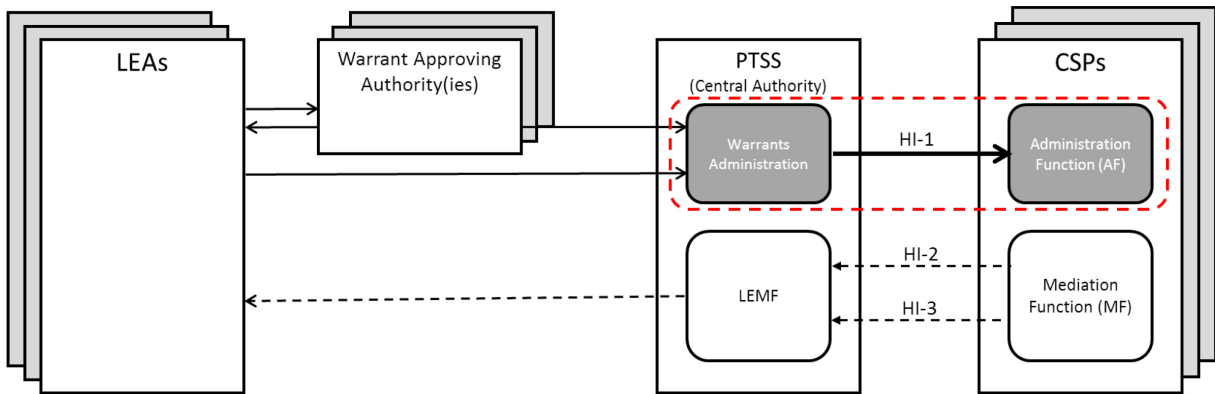 LEAs
Warrant Approving
Authority(ies)
PTSS
(Central Authority)
CSPs
Warrants
Administration
HI-1
Administration
Function (AF)
HI-2
LEMF
HI-3
Mediation
Function (MF)